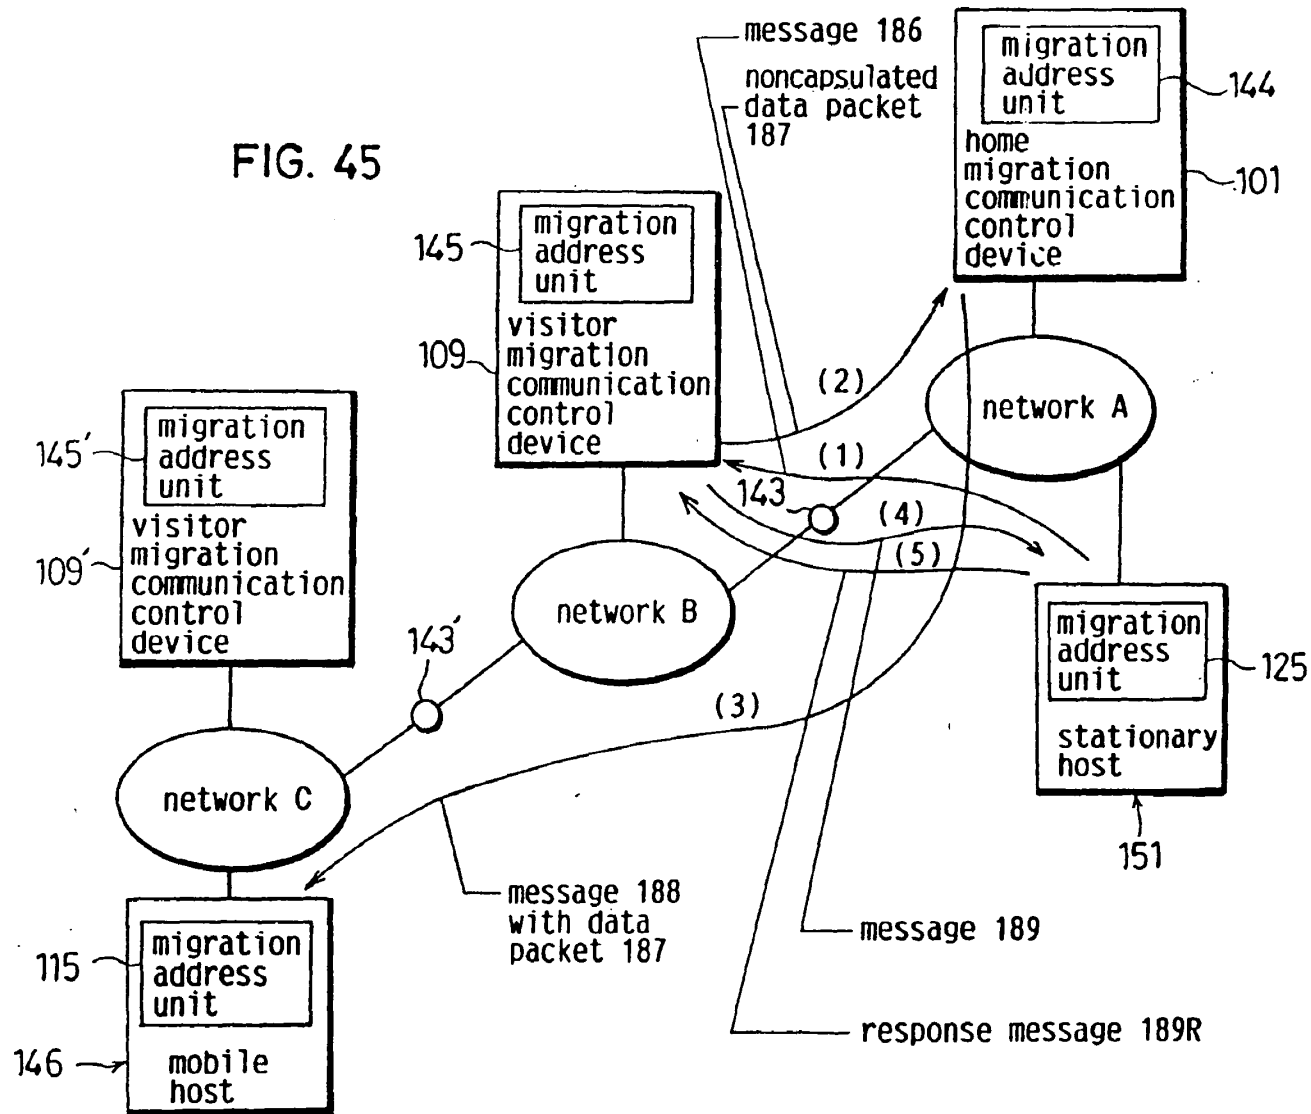 message 186
noncapsulated
data packet
187
FIG. 45
migration
address
unit
144
home
migration
communication
control
device
101
145
migration
address
unit
109
visitor
migration
communication
control
device
(2)
network A
(1)
143
(4)
(5)
145′
migration
address
unit
109′
visitor
migration
communication
control
device
network B
143′
(3)
migration
address
unit
125
stationary
host
151
network C
message 188
with data
packet 187
message 189
response message 189R
115
migration
address
unit
146
mobile
host